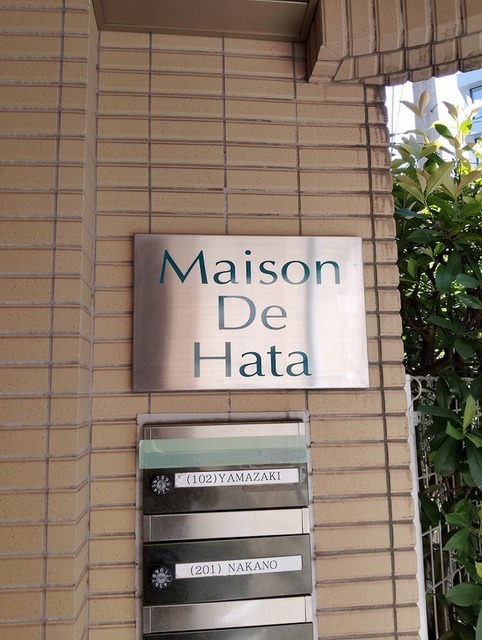 Maison
De
Hata
(102)YAMAZAKI
(201) NAKANO